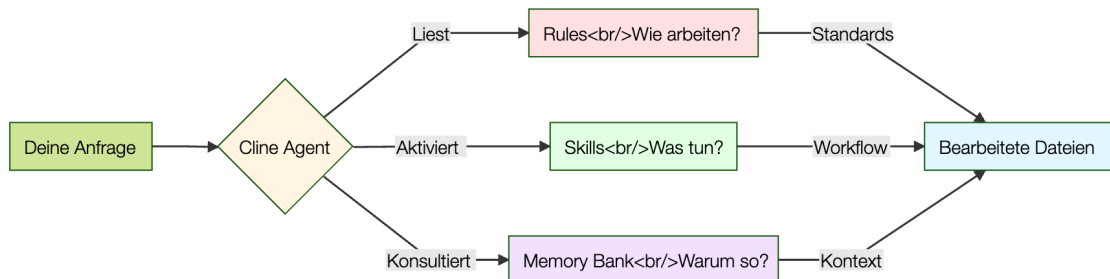 Liest
Rules<br/>Wie arbeiten?
Standards
Deine Anfrage
Cline Agent
Aktiviert
Skills<br/>Was tun?
Workflow
Bearbeitete Dateien
Konsultiert
Memory Bank<br/>Warum so?
Kontext